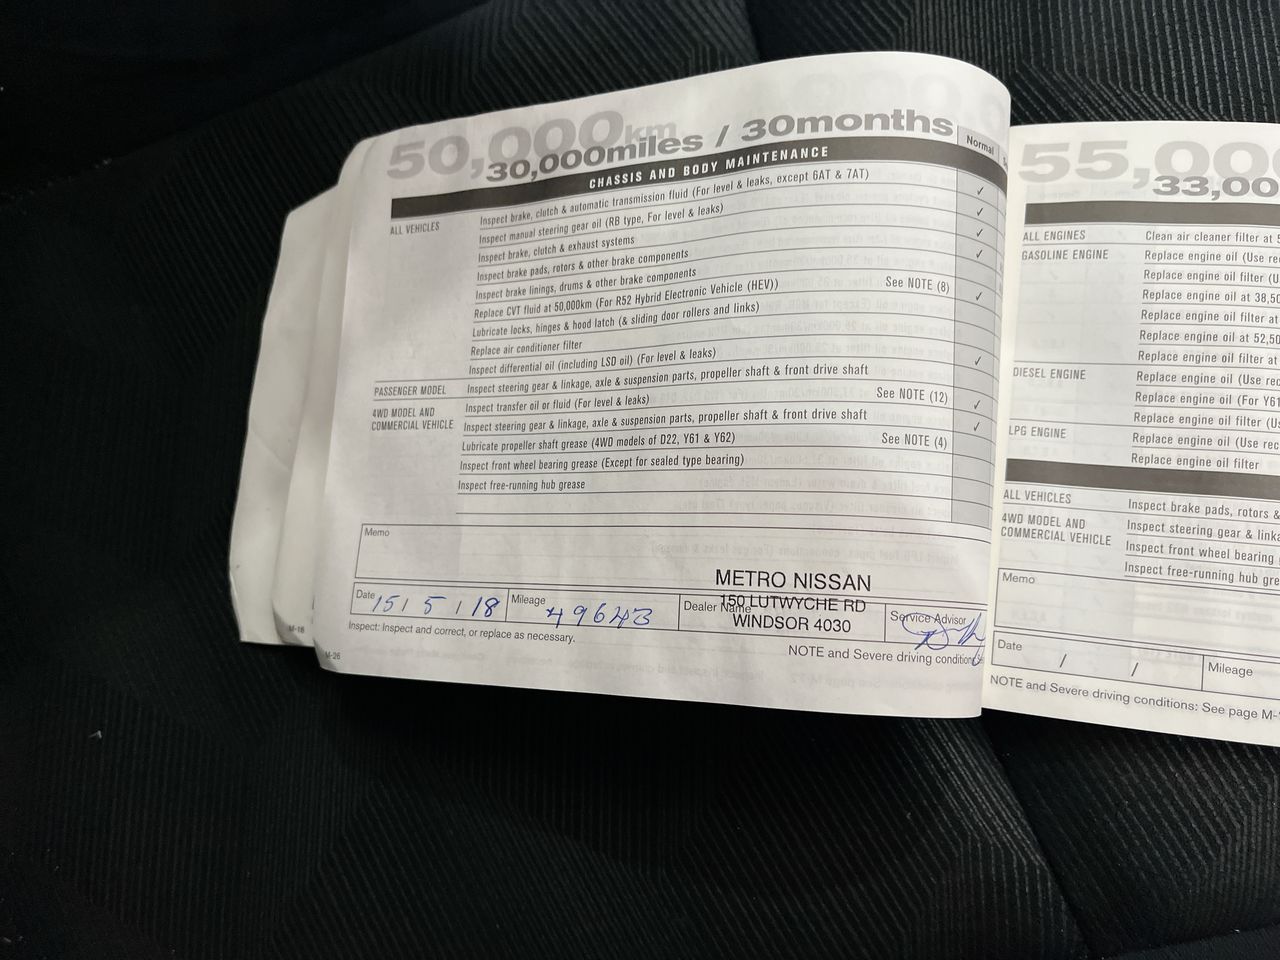 50,000km
30,000miles / 30months
Normal
CHASSIS AND BODY MAINTENANCE
ALL VEHICLES
Inspect brake, clutch & automatic transmission fluid (For level & leaks, except 6AT & 7AT) ✓
Inspect manual steering gear oil (RB type, For level & leaks) ✓
Inspect brake, clutch & exhaust systems ✓
Inspect brake pads, rotors & other brake components ✓
Inspect brake linings, drums & other brake components
Replace CVT fluid at 50,000km (For R52 Hybrid Electronic Vehicle (HEV)) See NOTE (8) ✓
Lubricate locks, hinges & hood latch (& sliding door rollers and links)
Replace air conditioner filter
Inspect differential oil (including LSD oil) (For level & leaks) ✓
PASSENGER MODEL
Inspect steering gear & linkage, axle & suspension parts, propeller shaft & front drive shaft
4WD MODEL AND
COMMERCIAL VEHICLE
Inspect transfer oil or fluid (For level & leaks) See NOTE (12) ✓
Inspect steering gear & linkage, axle & suspension parts, propeller shaft & front drive shaft ✓
Lubricate propeller shaft grease (4WD models of D22, Y61 & Y62) See NOTE (4)
Inspect front wheel bearing grease (Except for sealed type bearing)
Inspect free-running hub grease
Memo
METRO NISSAN
150 LUTWYCHE RD
WINDSOR 4030
Date 15 / 5 / 18
Mileage 49643
Dealer Name
Service Advisor
Inspect: Inspect and correct, or replace as necessary.
NOTE and Severe driving condition
M-26
M-16
55,00
33,00
ALL ENGINES
Clean air cleaner filter at
GASOLINE ENGINE
Replace engine oil (Use
Replace engine oil filter
Replace engine oil at 38,50
Replace engine oil filter at
Replace engine oil at 52,50
Replace engine oil filter at
DIESEL ENGINE
Replace engine oil (Use
Replace engine oil (For Y61
Replace engine oil filter
LPG ENGINE
Replace engine oil (Use
Replace engine oil filter
ALL VEHICLES
Inspect brake pads, rotors &
4WD MODEL AND
COMMERCIAL VEHICLE
Inspect steering gear &
Inspect front wheel bearing
Inspect free-running hub
Memo
Date / /
Mileage
NOTE and Severe driving conditions: See page